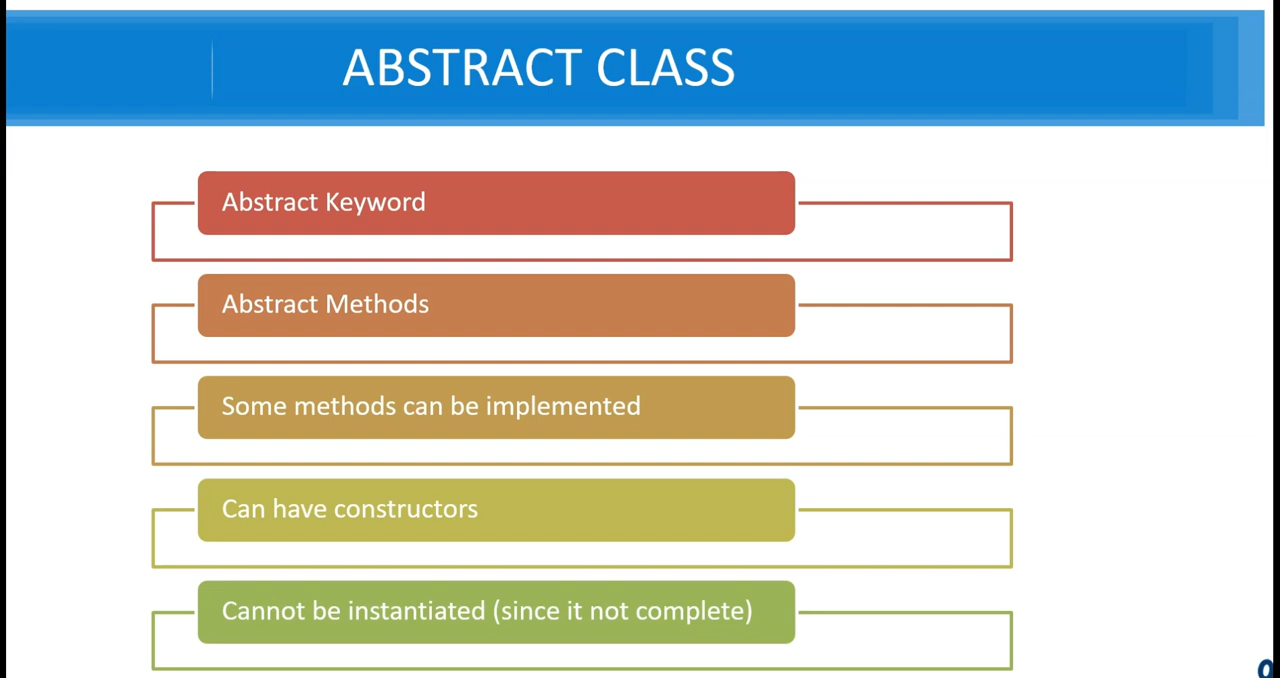 ABSTRACT CLASS
Abstract Keyword
Abstract Methods
Some methods can be implemented
Can have constructors
Cannot be instantiated (since it not complete)